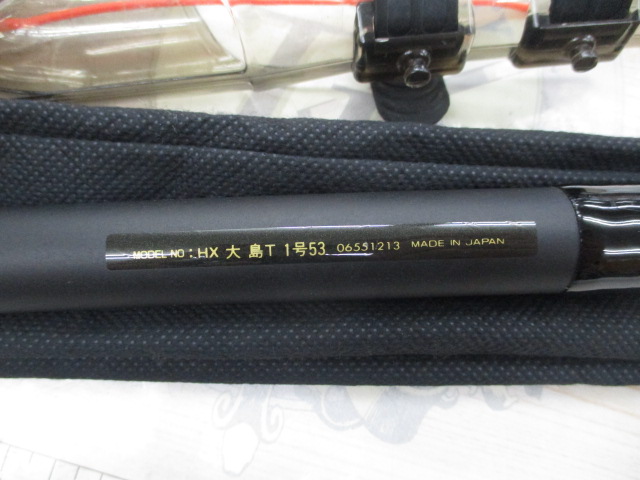 MODEL NO : HX 大 島T 1号53 06551213 MADE IN JAPAN